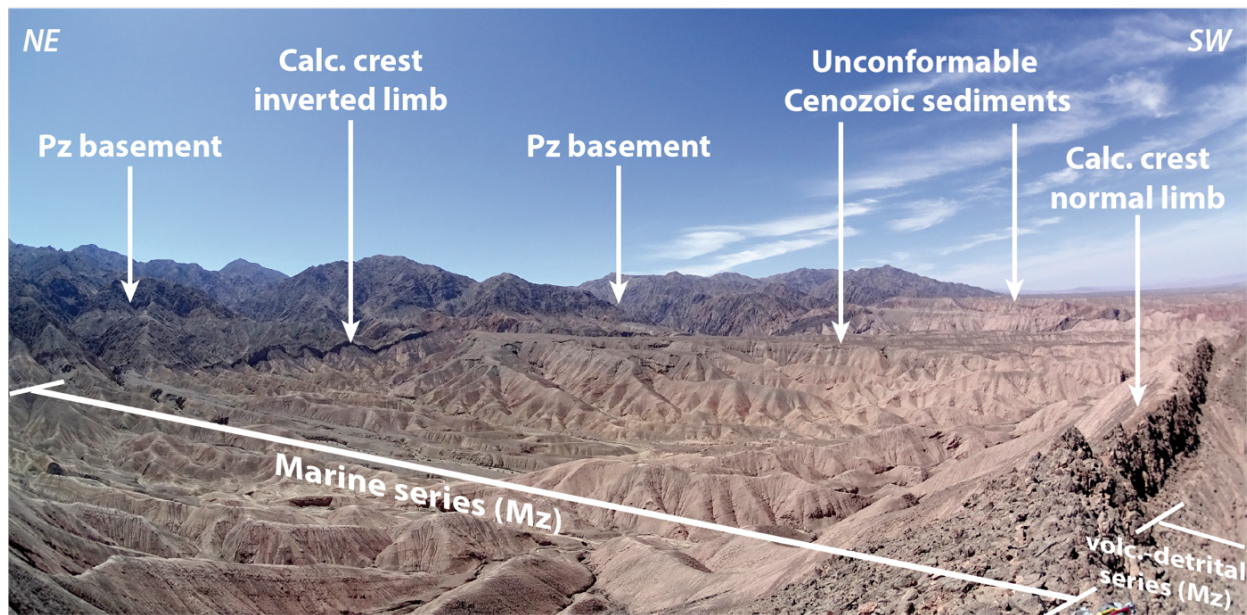 NE
SW
Calc. crest
inverted limb
Unconformable
Cenozoic sediments
Pz basement
Pz basement
Calc. crest
normal limb
Marine series (Mz)
volc.-detrital
series (Mz)